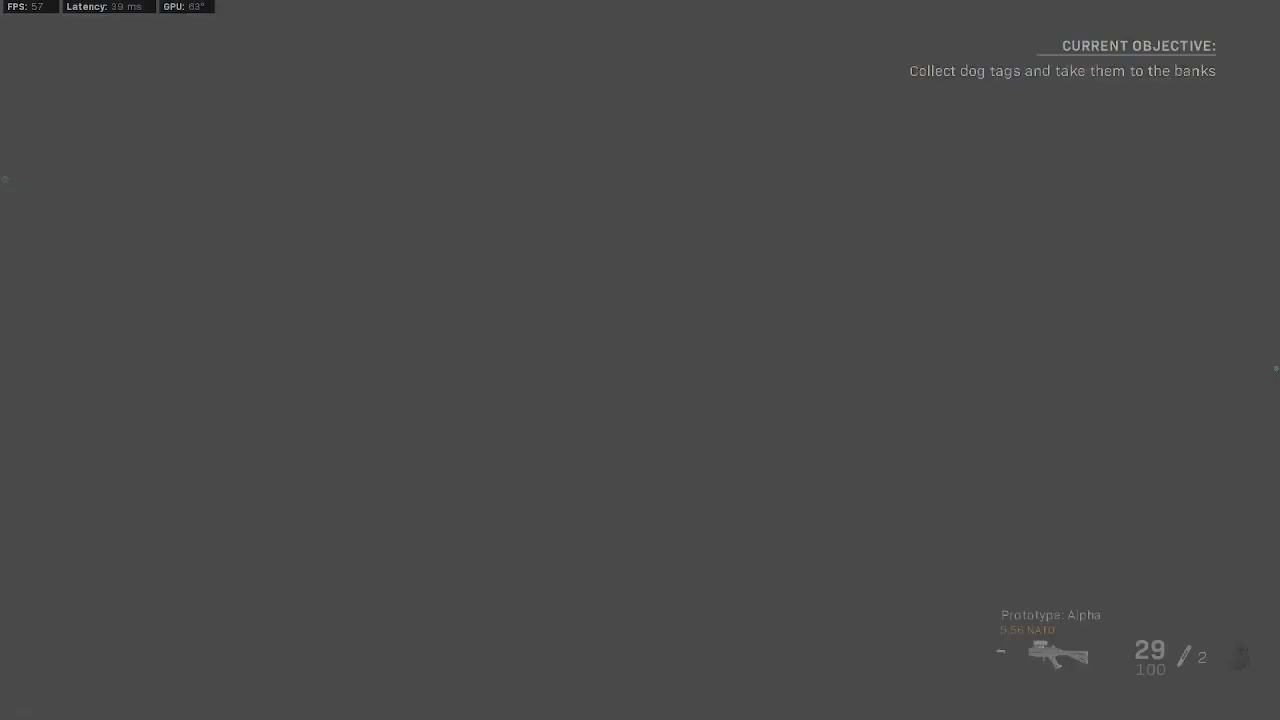 FPS: 57 Latency: 39 ms GPU: 63°
CURRENT OBJECTIVE:
Collect dog tags and take them to the banks
Prototype: Alpha
5.56 NATO
29
2
100